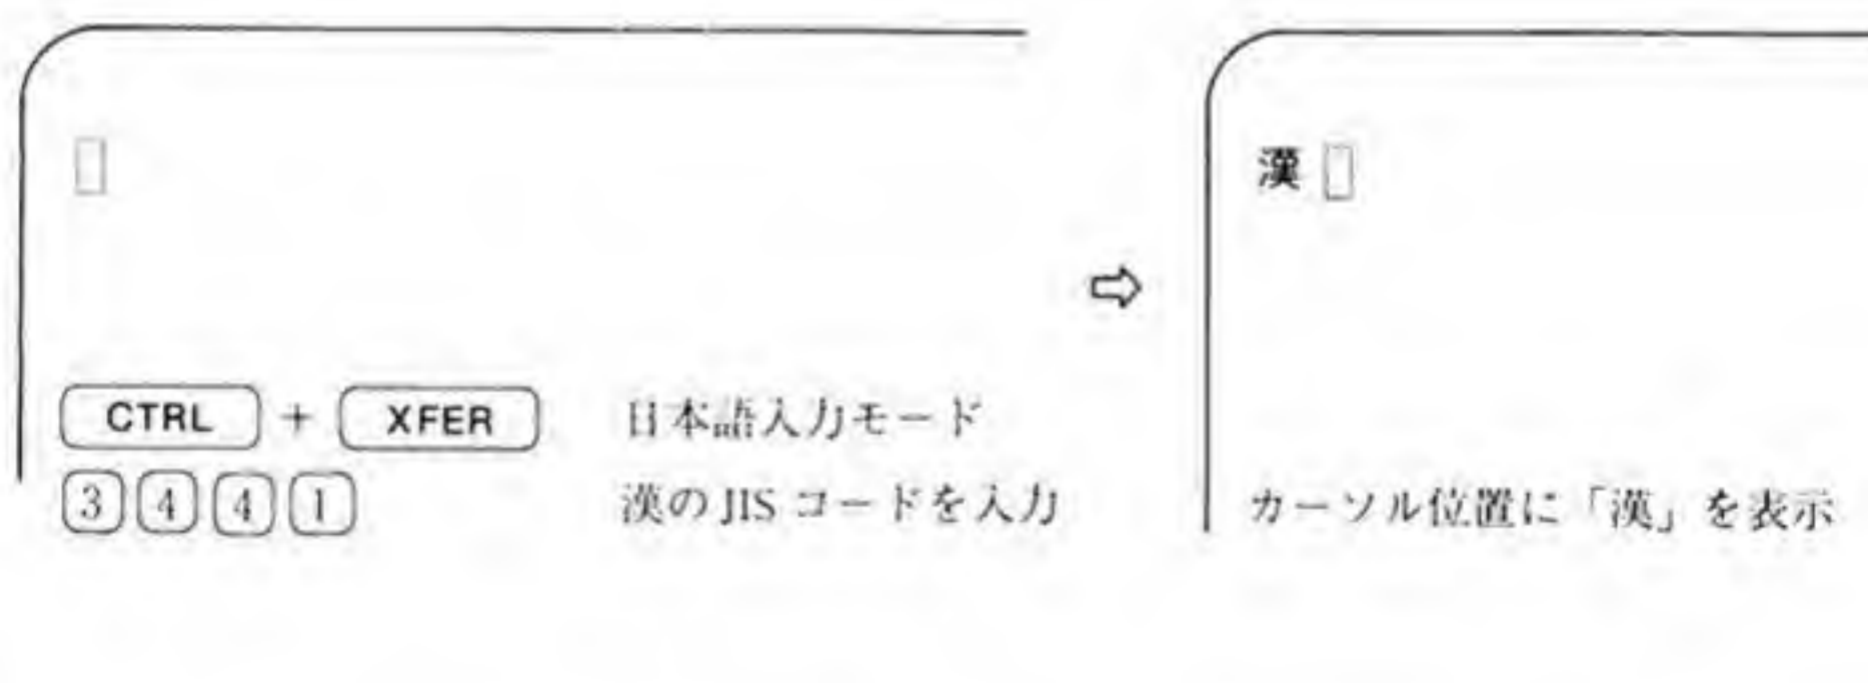 CTRL + XFER 日本語入力モード
3 4 4 1 漢のJISコードを入力
⇨
漢
カーソル位置に「漢」を表示